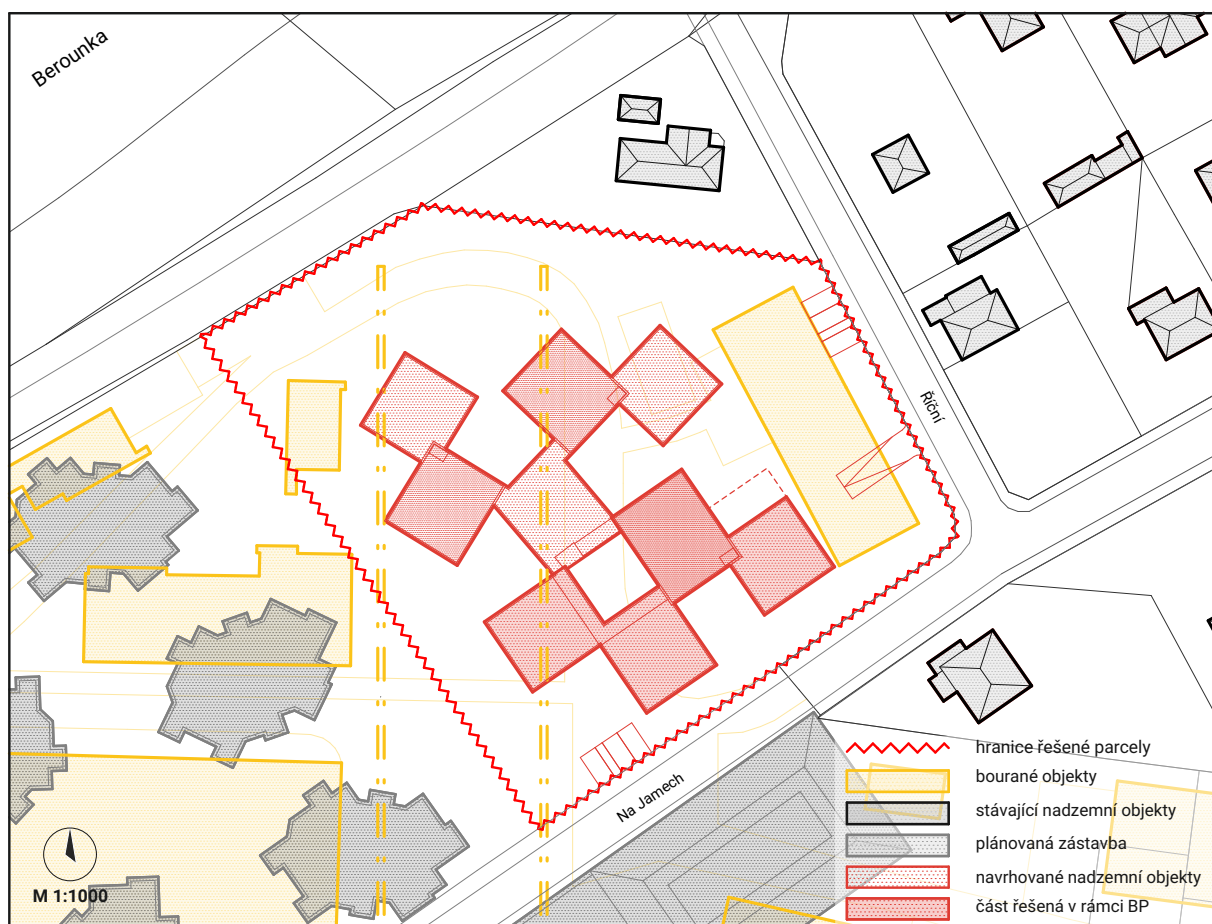 Berounka
Říční
Na Jamech
hranice řešené parcely
bourané objekty
stávající nadzemní objekty
plánovaná zástavba
navrhované nadzemní objekty
část řešená v rámci BP
M 1:1000